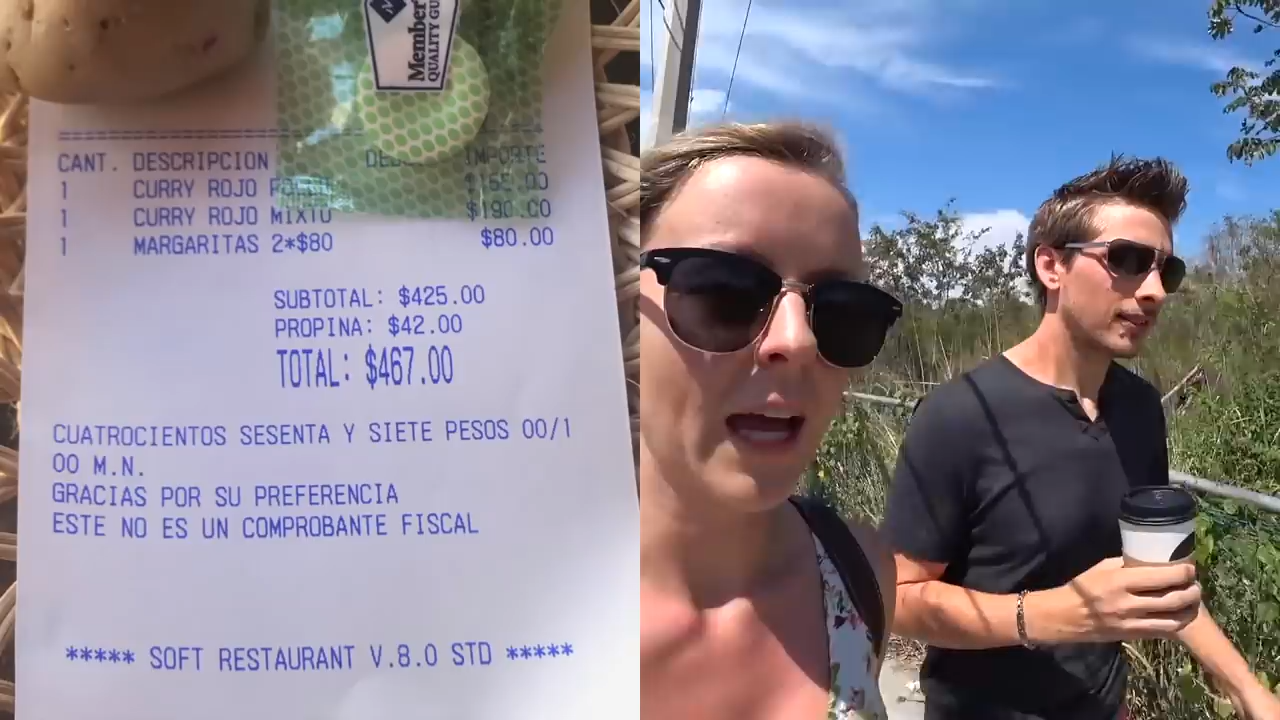 Member's
QUALITY GU
CANT. DESCRIPCION IMPORTE
1 CURRY ROJO $165.00
1 CURRY ROJO MIXTO $190.00
1 MARGARITAS 2*$80 $80.00
SUBTOTAL: $425.00
PROPINA: $42.00
TOTAL: $467.00
CUATROCIENTOS SESENTA Y SIETE PESOS 00/1
00 M.N.
GRACIAS POR SU PREFERENCIA
ESTE NO ES UN COMPROBANTE FISCAL
***** SOFT RESTAURANT V.8.0 STD *****